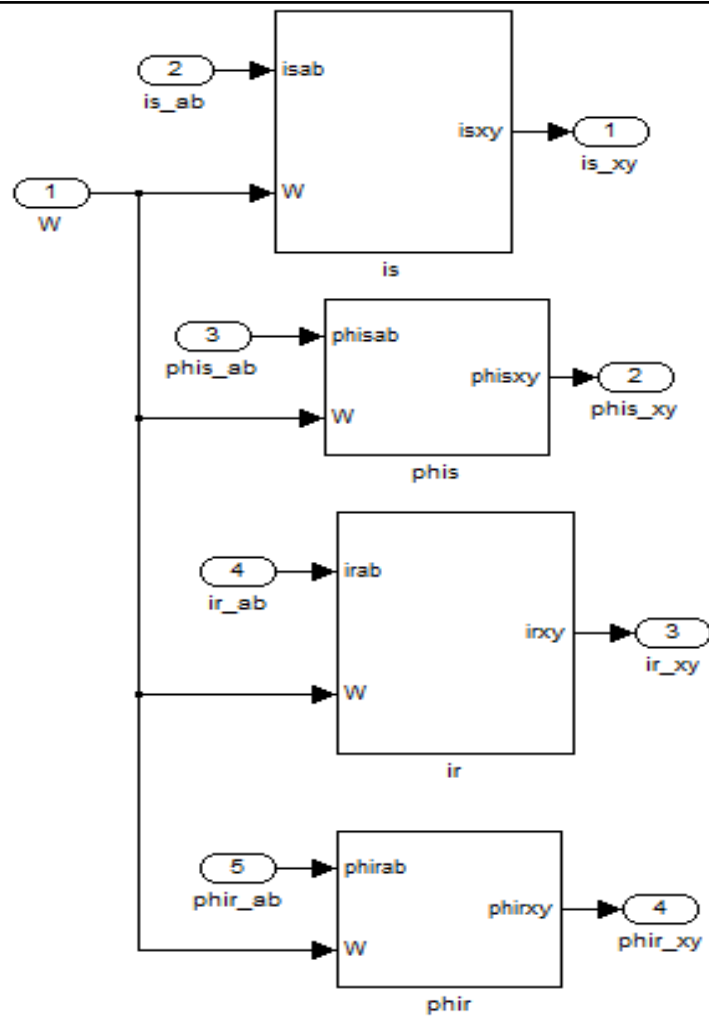 2
is_ab
isab
isxy
1
is_xy
1
W
W
is
3
phis_ab
phisab
phisxy
2
phis_xy
W
phis
4
ir_ab
irab
irxy
3
ir_xy
W
ir
5
phir_ab
phirab
phirxy
4
phir_xy
W
phir